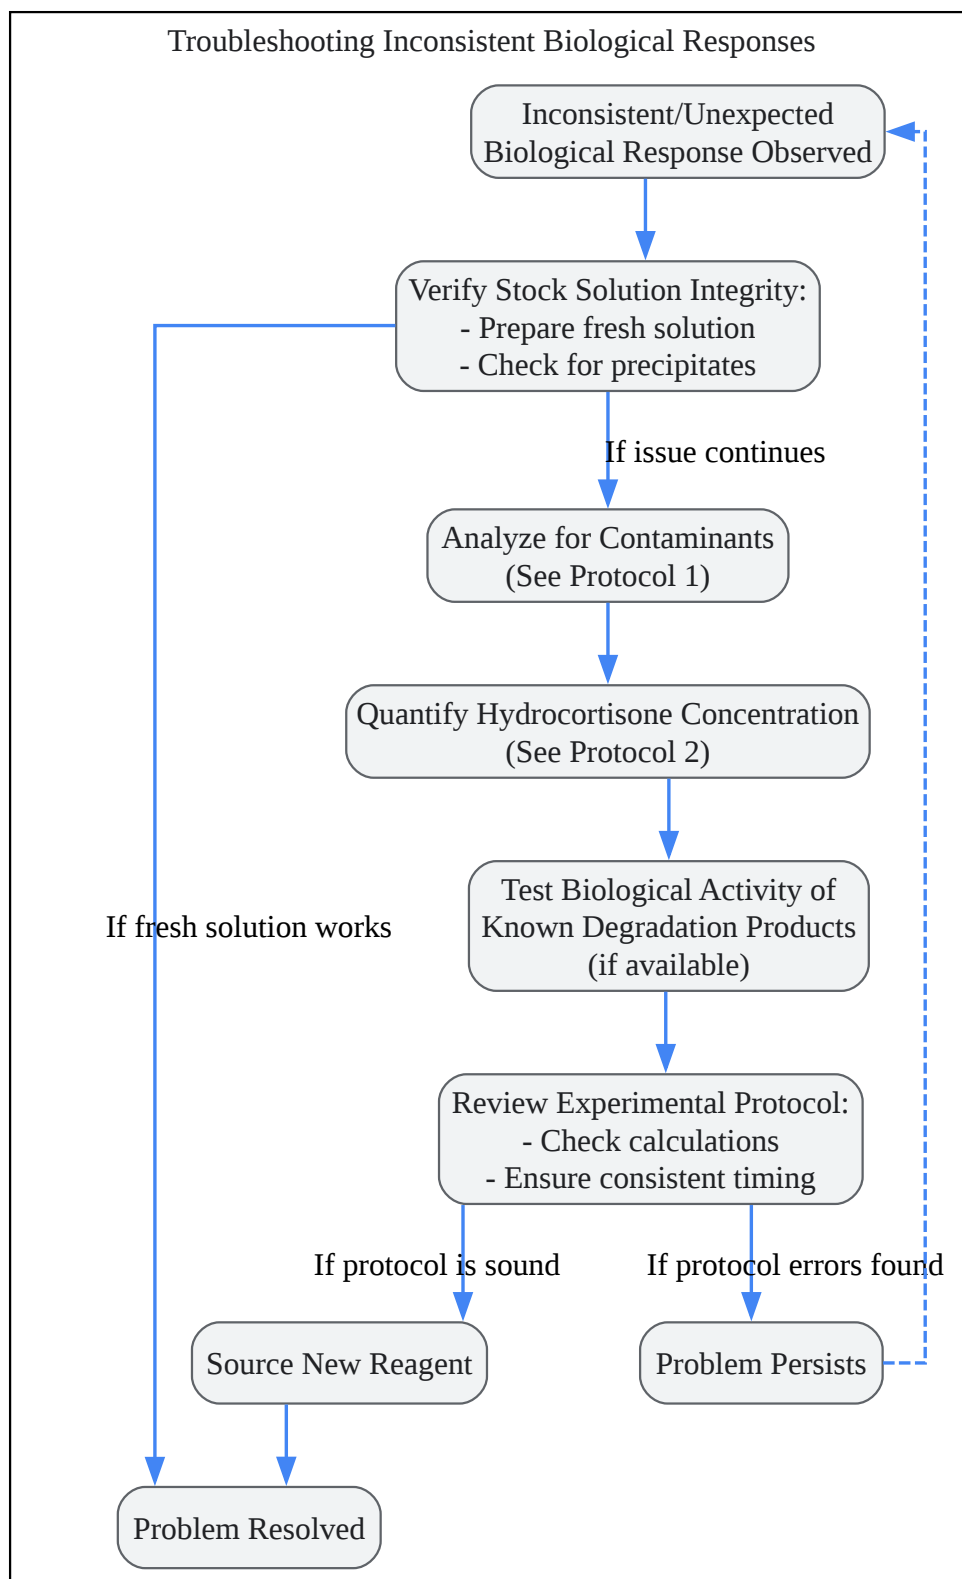 Troubleshooting Inconsistent Biological Responses
Inconsistent/Unexpected
Biological Response Observed
Verify Stock Solution Integrity:
- Prepare fresh solution
- Check for precipitates
If issue continues
Analyze for Contaminants
(See Protocol 1)
Quantify Hydrocortisone Concentration
(See Protocol 2)
Test Biological Activity of
Known Degradation Products
(if available)
If fresh solution works
Review Experimental Protocol:
- Check calculations
- Ensure consistent timing
If protocol is sound
If protocol errors found
Source New Reagent
Problem Persists
Problem Resolved